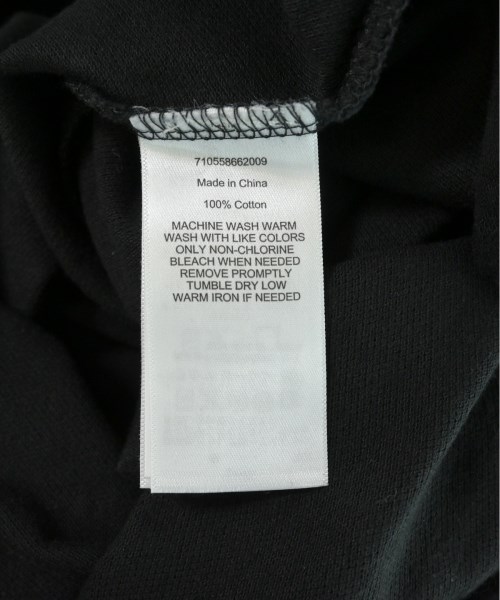 710558662009
Made in China
100% Cotton
MACHINE WASH WARM
WASH WITH LIKE COLORS
ONLY NON-CHLORINE
BLEACH WHEN NEEDED
REMOVE PROMPTLY
TUMBLE DRY LOW
WARM IRON IF NEEDED